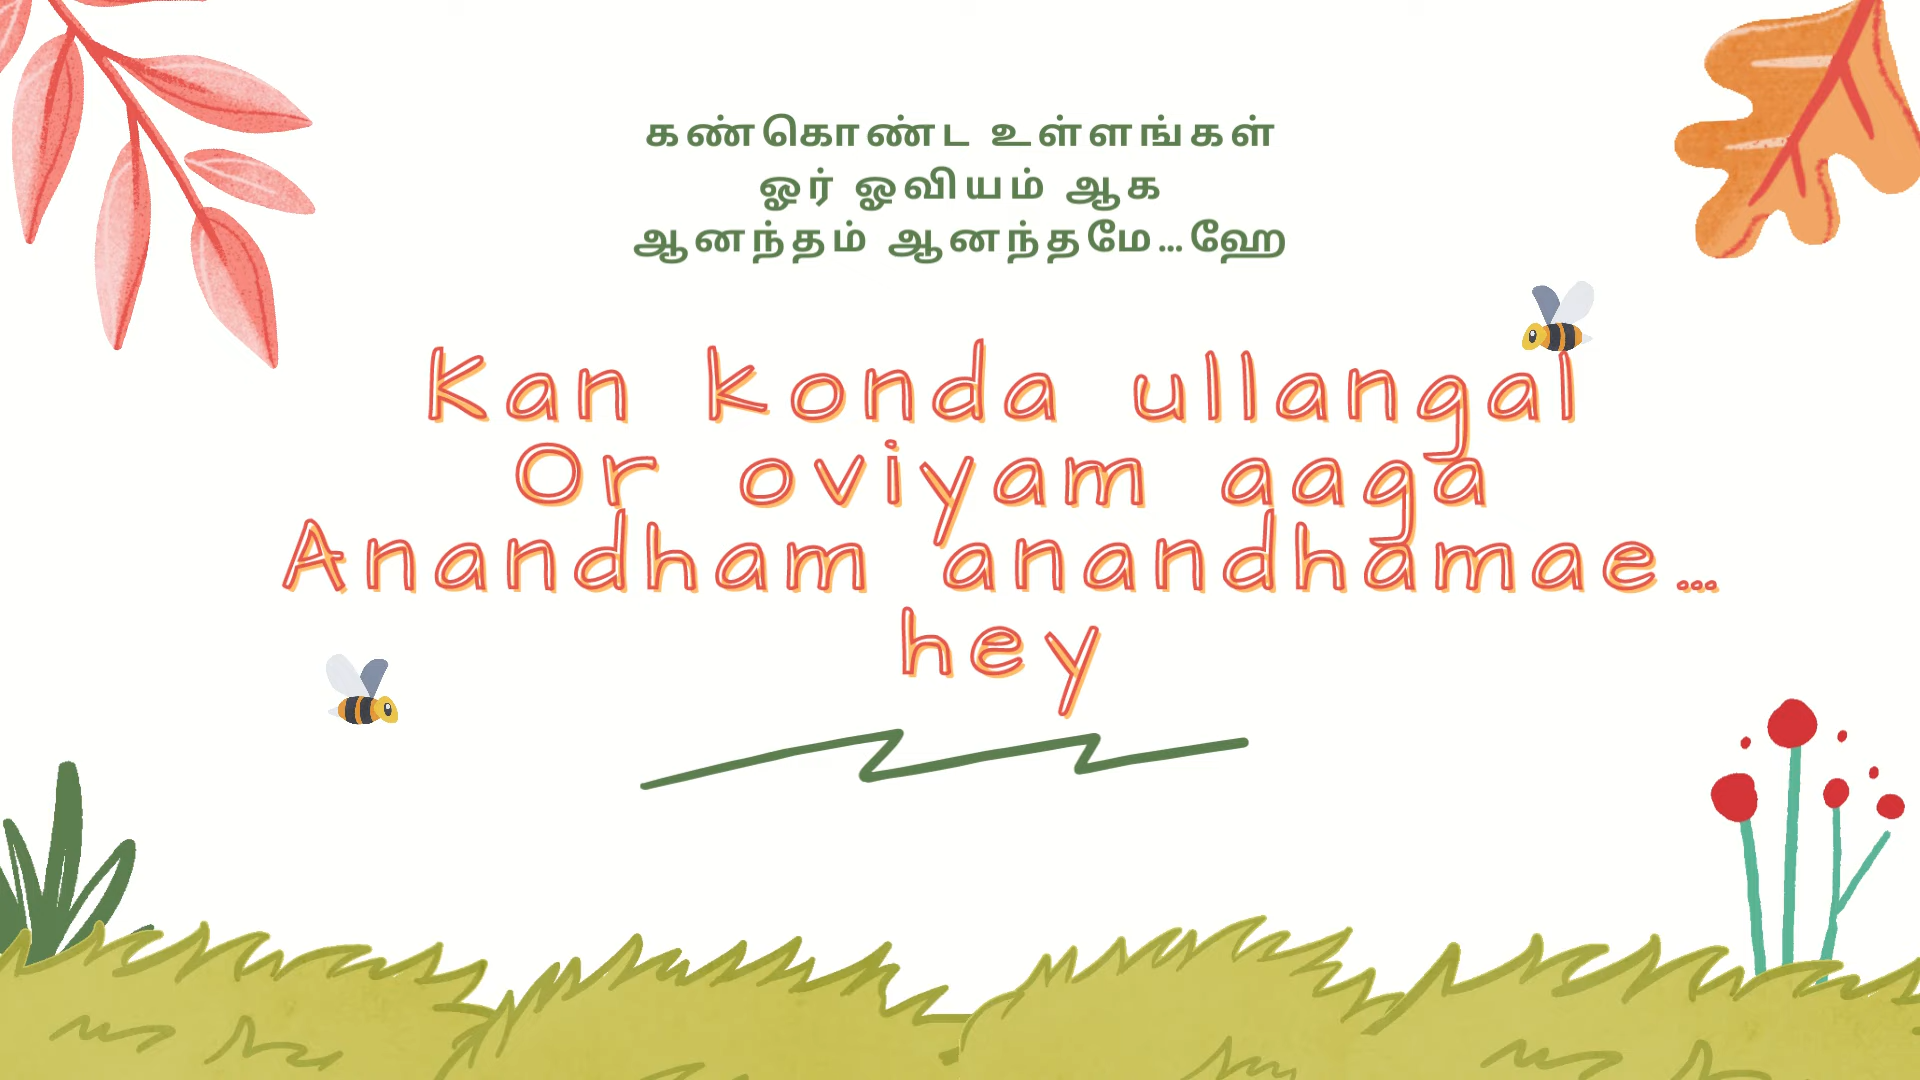 கண்கொண்ட உள்ளங்கள்
ஓர் ஓவியம் ஆக
ஆனந்தம் ஆனந்தமே...ஹே
Kan konda ullangal
Or oviyam aaga
Anandham anandhamae...
hey